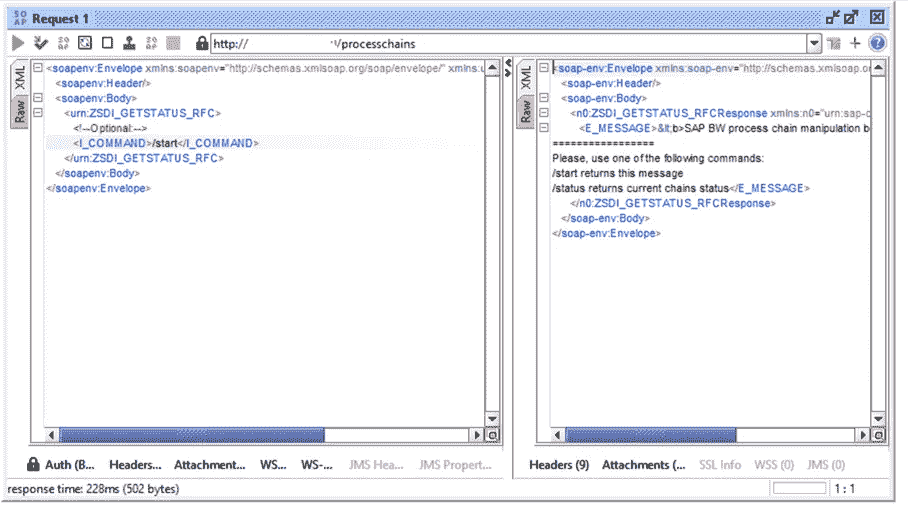 SO AP Request 1
http:// /processchains
XML
Raw
<soapenv:Envelope xmlns:soapenv="http://schemas.xmlsoap.org/soap/envelope/" xmlns:
<soapenv:Header/>
<soapenv:Body>
<urn:ZSDI_GETSTATUS_RFC>
<!--Optional:-->
<I_COMMAND>/start</I_COMMAND>
</urn:ZSDI_GETSTATUS_RFC>
</soapenv:Body>
</soapenv:Envelope>
XML
Raw
<soap-env:Envelope xmlns:soap-env="http://schemas.xmlsoap.o
<soap-env:Header/>
<soap-env:Body>
<n0:ZSDI_GETSTATUS_RFCResponse xmlns:n0="urn:sap-c
<E_MESSAGE>&lt;b>SAP BW process chain manipulation b
=================
Please, use one of the following commands:
/start returns this message
/status returns current chains status</E_MESSAGE>
</n0:ZSDI_GETSTATUS_RFCResponse>
</soap-env:Body>
</soap-env:Envelope>
Auth (B... Headers... Attachment... WS... WS-... JMS Hea... JMS Propert...
Headers (9) Attachments (... SSL Info WSS (0) JMS (0)
response time: 228ms (502 bytes)
1 : 1